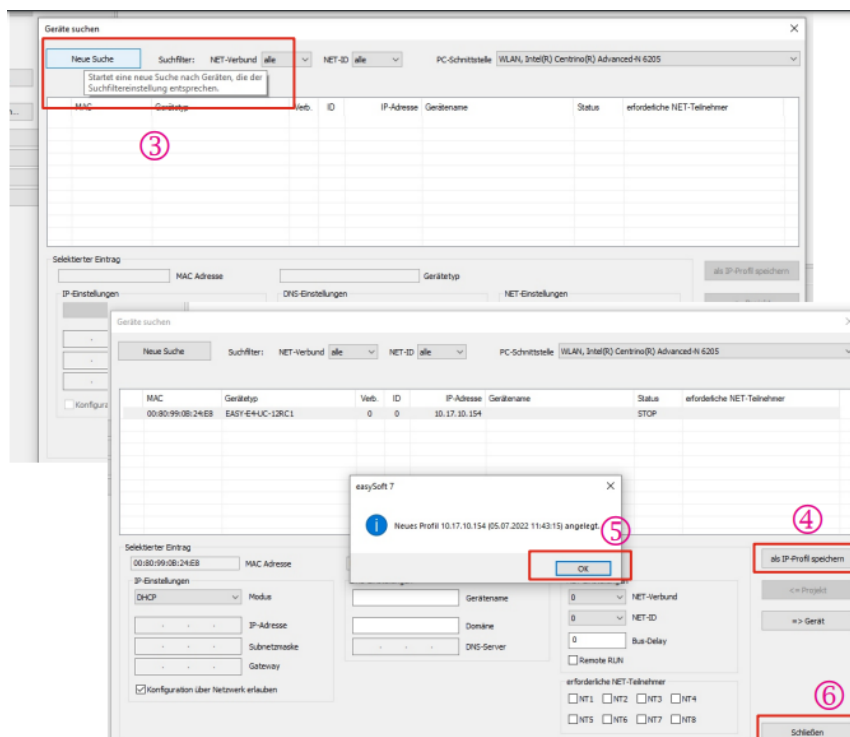 Geräte suchen
Neue Suche Suchfilter: NET-Verbund alle NET-ID alle PC-Schnittstelle WLAN, Intel(R) Centrino(R) Advanced-N 6205
Startet eine neue Suche nach Geräten, die der
Suchfiltereinstellung entsprechen.
MAC Gerätetyp Verb. ID IP-Adresse Gerätename Status erforderliche NET-Teilnehmer
③
Selektierter Eintrag
MAC Adresse Gerätetyp als IP-Profil speichern
IP-Einstellungen DNS-Einstellungen NET-Einstellungen
Konfigura
Geräte suchen
Neue Suche Suchfilter: NET-Verbund alle NET-ID alle PC-Schnittstelle WLAN, Intel(R) Centrino(R) Advanced-N 6205
MAC Gerätetyp Verb. ID IP-Adresse Gerätename Status erforderliche NET-Teilnehmer
00:80:99:0B:24:E8 EASY-E4-UC-12RC1 0 0 10.17.10.154 STOP
easySoft 7
Neues Profil 10.17.10.154 (05.07.2022 11:43:15) angelegt.
⑤
OK
④
Selektierter Eintrag
00:80:99:0B:24:E8 MAC Adresse als IP-Profil speichern
IP-Einstellungen
DHCP Modus Gerätename 0 NET-Verbund <= Projekt
IP-Adresse Domäne 0 NET-ID => Gerät
Subnetzmaske DNS-Server 0 Bus-Delay
Gateway Remote RUN
Konfiguration über Netzwerk erlauben erforderliche NET-Teilnehmer
NT1 NT2 NT3 NT4
⑥
NT5 NT6 NT7 NT8
Schließen